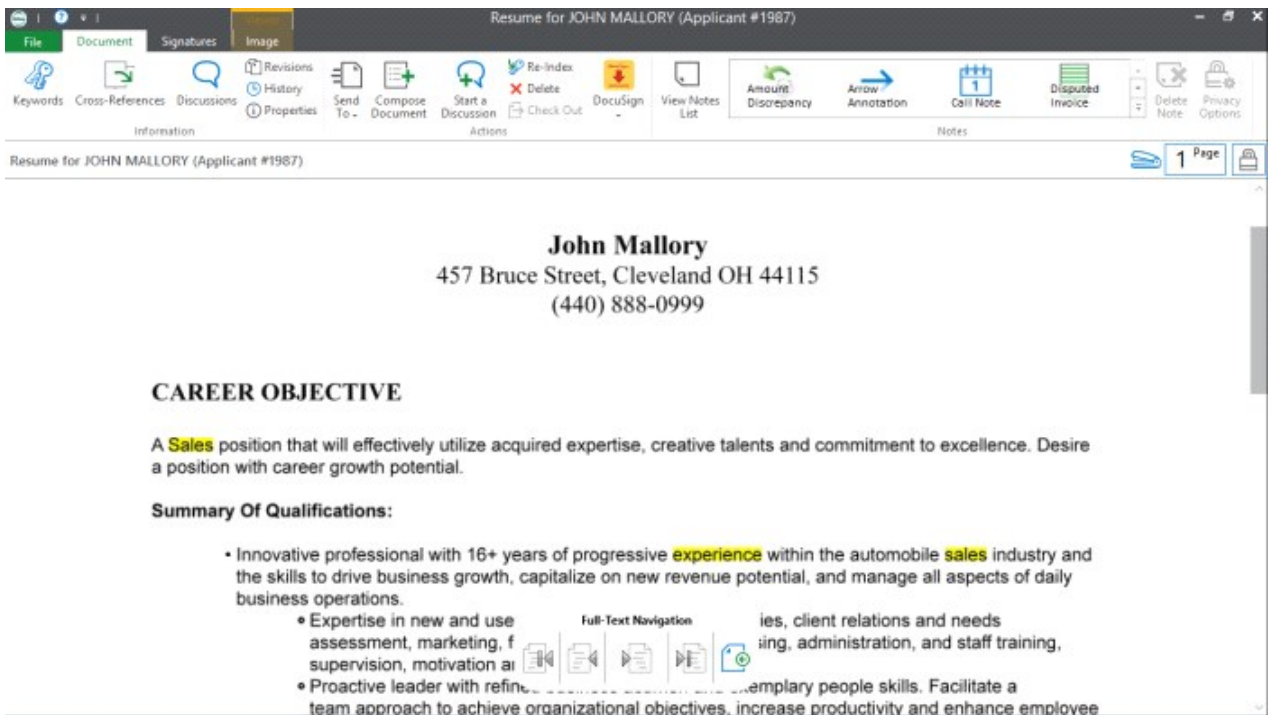 Resume for JOHN MALLORY (Applicant #1987)
File Document Signatures Image
Keywords Cross-References Discussions
Revisions
History
Properties
Information
Send To
Compose Document
Start a Discussion
Re-Index
Delete
Check Out
DocuSign
Actions
View Notes List
Amount Discrepancy
Arrow Annotation
1
Call Note
Disputed Invoice
Delete Note
Privacy Options
Notes
Resume for JOHN MALLORY (Applicant #1987)
1 Page
John Mallory
457 Bruce Street, Cleveland OH 44115
(440) 888-0999
CAREER OBJECTIVE
A Sales position that will effectively utilize acquired expertise, creative talents and commitment to excellence. Desire
a position with career growth potential.
Summary Of Qualifications:
• Innovative professional with 16+ years of progressive experience within the automobile sales industry and
the skills to drive business growth, capitalize on new revenue potential, and manage all aspects of daily
business operations.
• Expertise in new and use ies, client relations and needs
assessment, marketing, f sing, administration, and staff training,
supervision, motivation a
Full-Text Navigation
• Proactive leader with emplary people skills. Facilitate a
team approach to achieve organizational objectives, increase productivity and enhance employee